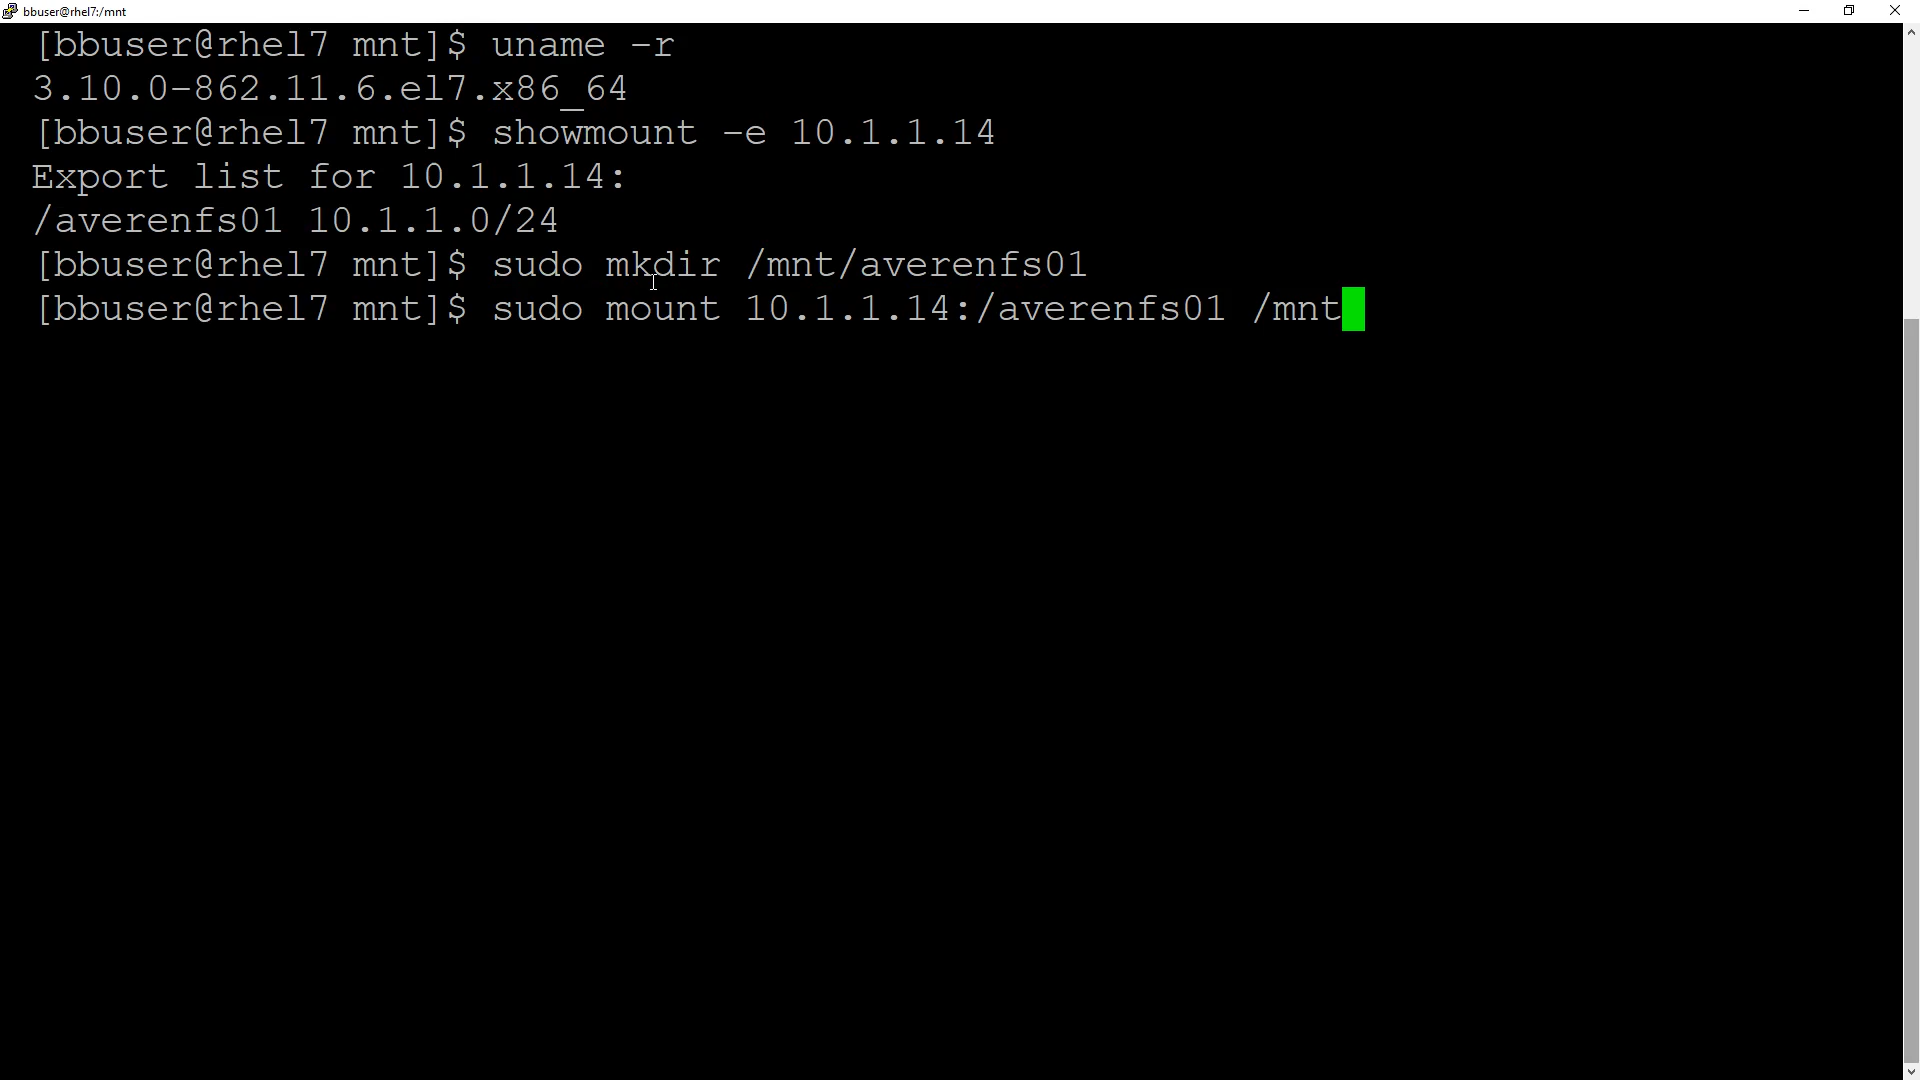 bbuser@rhel7:/mnt
[bbuser@rhel7 mnt]$ uname -r
3.10.0-862.11.6.el7.x86_64
[bbuser@rhel7 mnt]$ showmount -e 10.1.1.14
Export list for 10.1.1.14:
/averenfs01 10.1.1.0/24
[bbuser@rhel7 mnt]$ sudo mkdir /mnt/averenfs01
[bbuser@rhel7 mnt]$ sudo mount 10.1.1.14:/averenfs01 /mnt